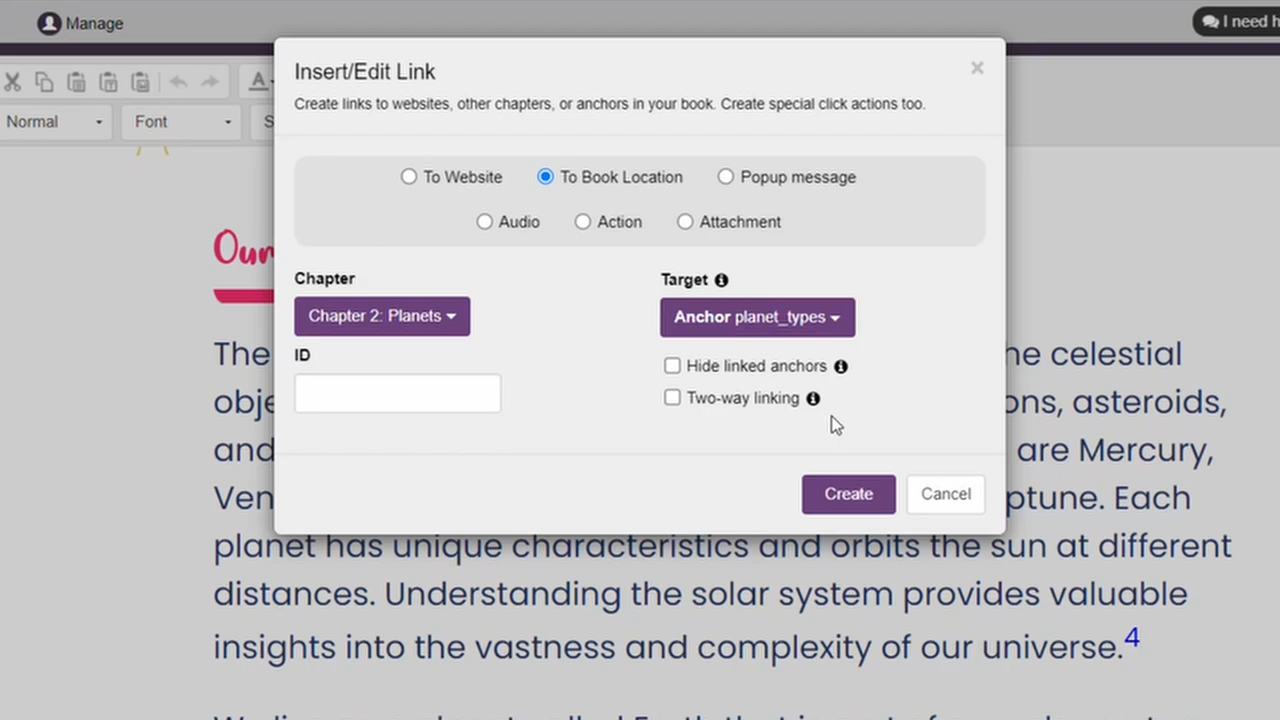 Manage
I need h
Insert/Edit Link
Create links to websites, other chapters, or anchors in your book. Create special click actions too.
Normal
Font
S
To Website
To Book Location
Popup message
Audio
Action
Attachment
Our
Chapter
Target
Chapter 2: Planets
Anchor planet_types
ID
Hide linked anchors
Two-way linking
Create
Cancel
The he celestial
obje ons, asteroids,
and are Mercury,
Ven ptune. Each
planet has unique characteristics and orbits the sun at different
distances. Understanding the solar system provides valuable
insights into the vastness and complexity of our universe.4